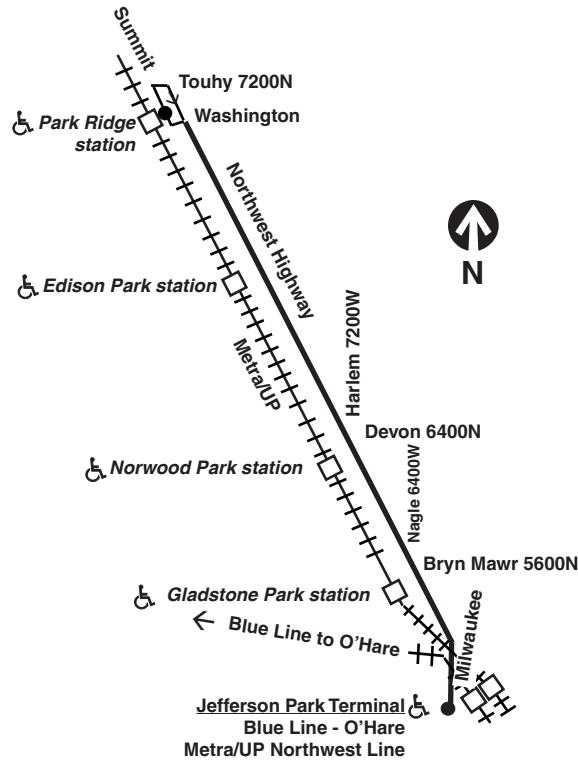 Summit
Touhy 7200N
Washington
Park Ridge
station
Northwest Highway
N
Edison Park station
Harlem 7200W
Metra/UP
Devon 6400N
Nagle 6400W
Norwood Park station
Bryn Mawr 5600N
Gladstone Park station
Milwaukee
Blue Line to O'Hare
Jefferson Park Terminal
Blue Line - O'Hare
Metra/UP Northwest Line